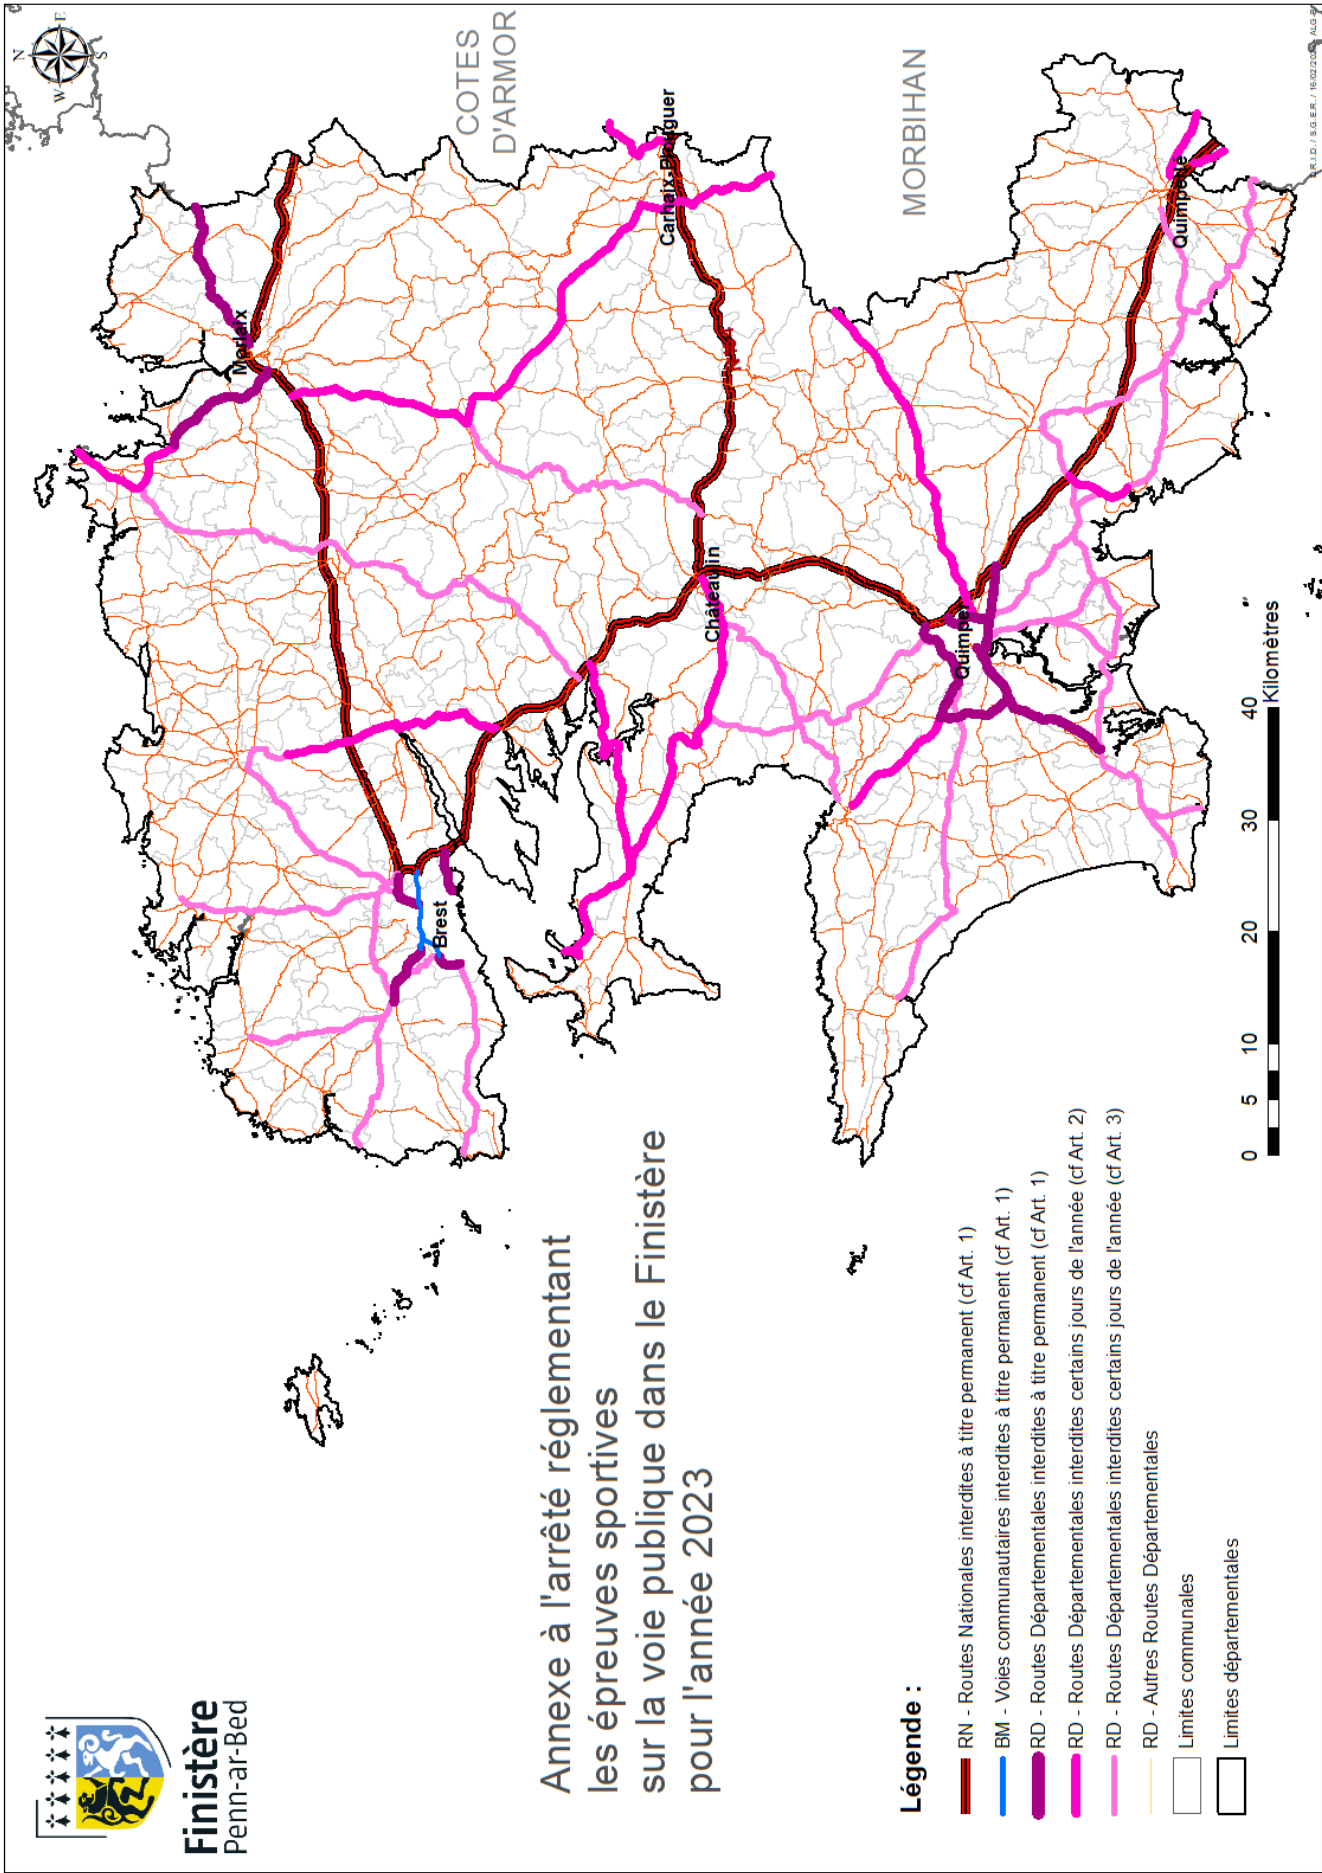 Finistère
Penn-ar-Bed
Annexe à l'arrêté réglementant
les épreuves sportives
sur la voie publique dans le Finistère
pour l'année 2023
N
E
S
W
COTES
D'ARMOR
MORBIHAN
Morlaix
Carhaix-Plouguer
Brest
Châteaulin
Quimper
Quimperlé
Légende :
RN - Routes Nationales interdites à titre permanent (cf Art. 1)
BM - Voies communautaires interdites à titre permanent (cf Art. 1)
RD - Routes Départementales interdites à titre permanent (cf Art. 1)
RD - Routes Départementales interdites certains jours de l'année (cf Art. 2)
RD - Routes Départementales interdites certains jours de l'année (cf Art. 3)
RD - Autres Routes Départementales
Limites communales
Limites départementales
0 5 10 20 30 40
Kilomètres
D.R.I.D. / S.G.E.R. /